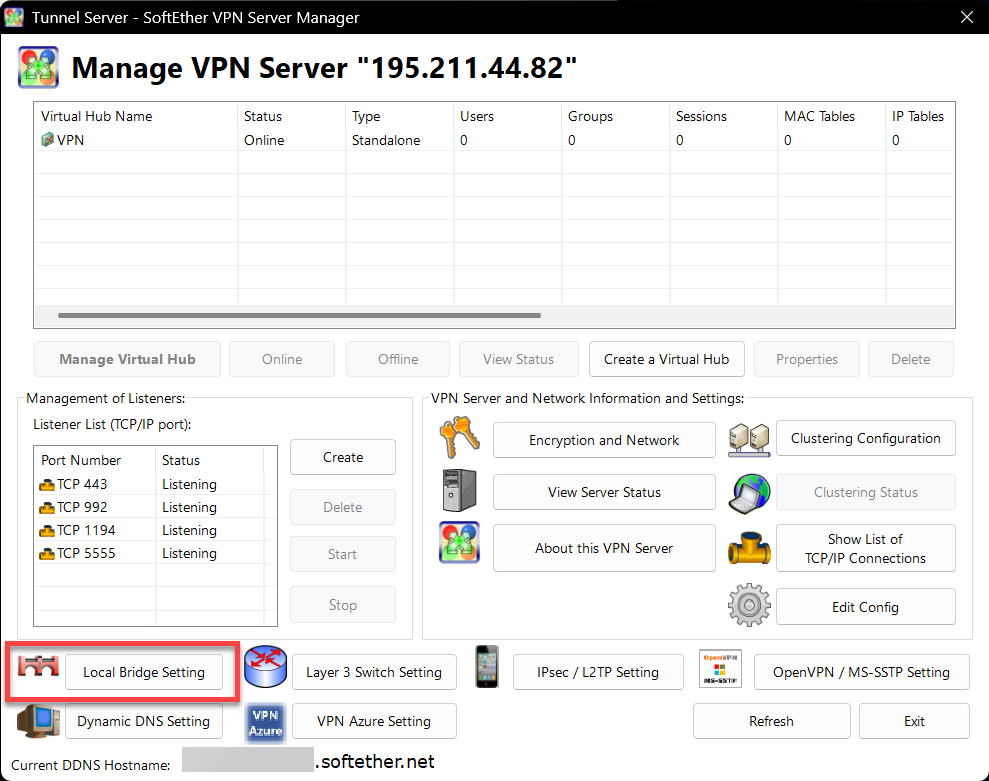 Tunnel Server - SoftEther VPN Server Manager
Manage VPN Server "195.211.44.82"
Virtual Hub Name Status Type Users Groups Sessions MAC Tables IP Tables
VPN Online Standalone 0 0 0 0 0
Manage Virtual Hub Online Offline View Status Create a Virtual Hub Properties Delete
Management of Listeners:
Listener List (TCP/IP port):
Port Number Status
TCP 443 Listening
TCP 992 Listening
TCP 1194 Listening
TCP 5555 Listening
Create
Delete
Start
Stop
VPN Server and Network Information and Settings:
Encryption and Network Clustering Configuration
View Server Status Clustering Status
About this VPN Server Show List of
TCP/IP Connections
Edit Config
Local Bridge Setting Layer 3 Switch Setting IPsec / L2TP Setting OpenVPN MS-SSTP OpenVPN / MS-SSTP Setting
Dynamic DNS Setting VPN Azure VPN Azure Setting Refresh Exit
Current DDNS Hostname: .softether.net